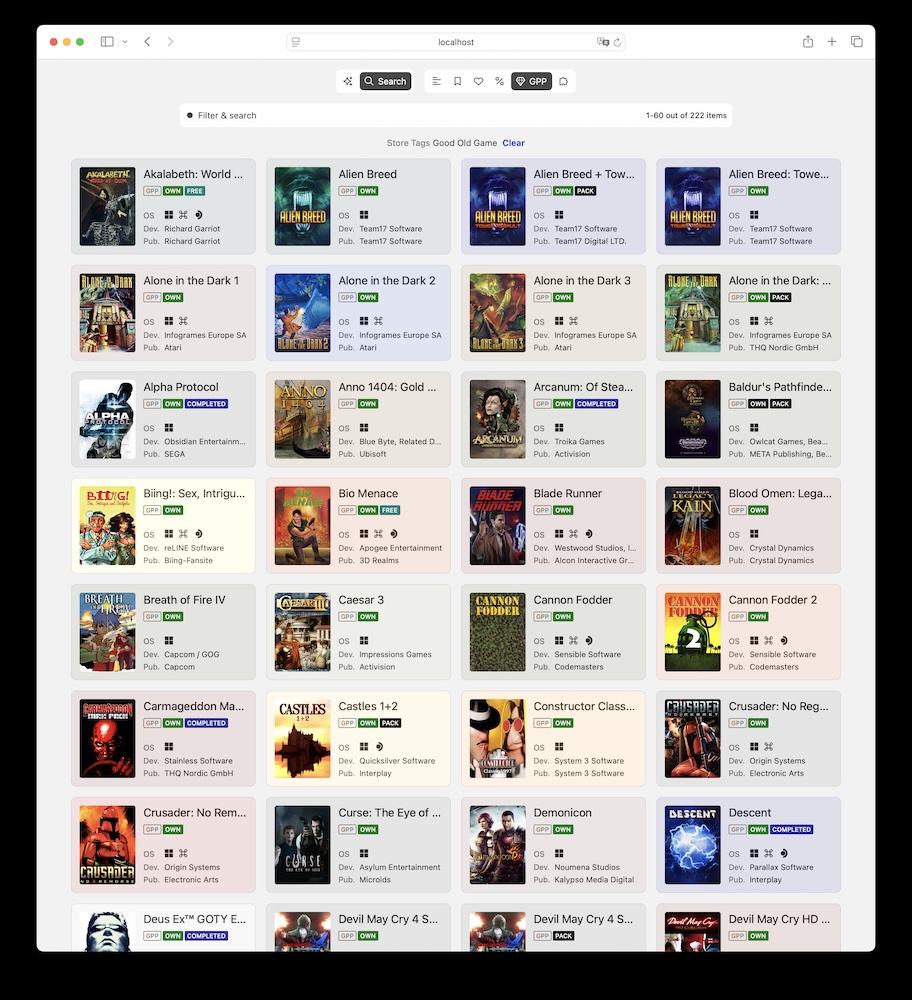 localhost
Search
GPP
Filter & search
1-60 out of 222 items
Store Tags Good Old Game Clear
Akalabeth: World ...
GPP OWN FREE
OS
Dev. Richard Garriot
Pub. Richard Garriot
Alien Breed
GPP OWN
OS
Dev. Team17 Software
Pub. Team17 Software
Alien Breed + Tow...
GPP OWN PACK
OS
Dev. Team17 Software
Pub. Team17 Digital LTD.
Alien Breed: Towe...
GPP OWN
OS
Dev. Team17 Software
Pub. Team17 Software
Alone in the Dark 1
GPP OWN
OS
Dev. Infogrames Europe SA
Pub. Atari
Alone in the Dark 2
GPP OWN
OS
Dev. Infogrames Europe SA
Pub. Atari
Alone in the Dark 3
GPP OWN
OS
Dev. Infogrames Europe SA
Pub. Atari
Alone in the Dark: ...
GPP OWN PACK
OS
Dev. Infogrames Europe SA
Pub. THQ Nordic GmbH
Alpha Protocol
GPP OWN COMPLETED
OS
Dev. Obsidian Entertainm...
Pub. SEGA
Anno 1404: Gold ...
GPP OWN
OS
Dev. Blue Byte, Related D...
Pub. Ubisoft
Arcanum: Of Stea...
GPP OWN COMPLETED
OS
Dev. Troika Games
Pub. Activision
Baldur's Pathfinde...
GPP OWN PACK
OS
Dev. Owlcat Games, Bea...
Pub. META Publishing, Be...
Biing!: Sex, Intrigu...
GPP OWN
OS
Dev. reLINE Software
Pub. Biing-Fansite
Bio Menace
GPP OWN FREE
OS
Dev. Apogee Entertainment
Pub. 3D Realms
Blade Runner
GPP OWN
OS
Dev. Westwood Studios, I...
Pub. Alcon Interactive Gr...
Blood Omen: Lega...
GPP OWN
OS
Dev. Crystal Dynamics
Pub. Crystal Dynamics
Breath of Fire IV
GPP OWN
OS
Dev. Capcom / GOG
Pub. Capcom
Caesar 3
GPP OWN
OS
Dev. Impressions Games
Pub. Activision
Cannon Fodder
GPP OWN
OS
Dev. Sensible Software
Pub. Codemasters
Cannon Fodder 2
GPP OWN
OS
Dev. Sensible Software
Pub. Codemasters
Carmageddon Ma...
GPP OWN COMPLETED
OS
Dev. Stainless Software
Pub. THQ Nordic GmbH
Castles 1+2
GPP OWN PACK
OS
Dev. Quicksilver Software
Pub. Interplay
Constructor Class...
GPP OWN
OS
Dev. System 3 Software
Pub. System 3 Software
Crusader: No Reg...
GPP OWN
OS
Dev. Origin Systems
Pub. Electronic Arts
Crusader: No Rem...
GPP OWN
OS
Dev. Origin Systems
Pub. Electronic Arts
Curse: The Eye of ...
GPP OWN
OS
Dev. Asylum Entertainment
Pub. Microids
Demonicon
GPP OWN
OS
Dev. Noumena Studios
Pub. Kalypso Media Digital
Descent
GPP OWN COMPLETED
OS
Dev. Parallax Software
Pub. Interplay
Deus Ex™ GOTY E...
GPP OWN COMPLETED
Devil May Cry 4 S...
GPP OWN
Devil May Cry 4 S...
GPP PACK
Devil May Cry HD ...
GPP OWN